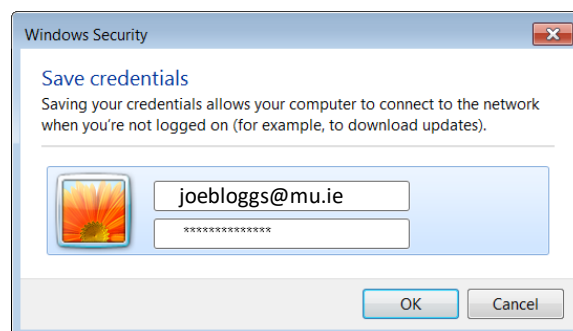 Windows Security
Save credentials
Saving your credentials allows your computer to connect to the network
when you're not logged on (for example, to download updates).
joebloggs@mu.ie
**************
OK
Cancel